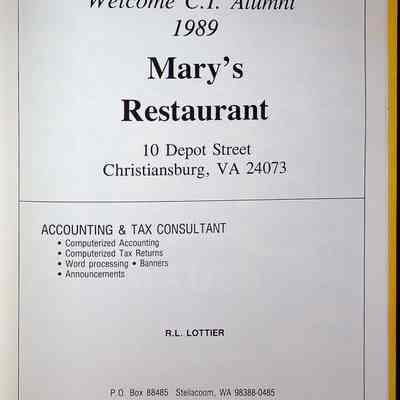 Welcome C.I. Alumni
1989
Mary's
Restaurant
10 Depot Street
Christiansburg, VA 24073
ACCOUNTING & TAX CONSULTANT
• Computerized Accounting
• Computerized Tax Returns
• Word processing • Banners
• Announcements
R.L. LOTTIER
P.O. Box 88485 Steilacoom, WA 98388-0485